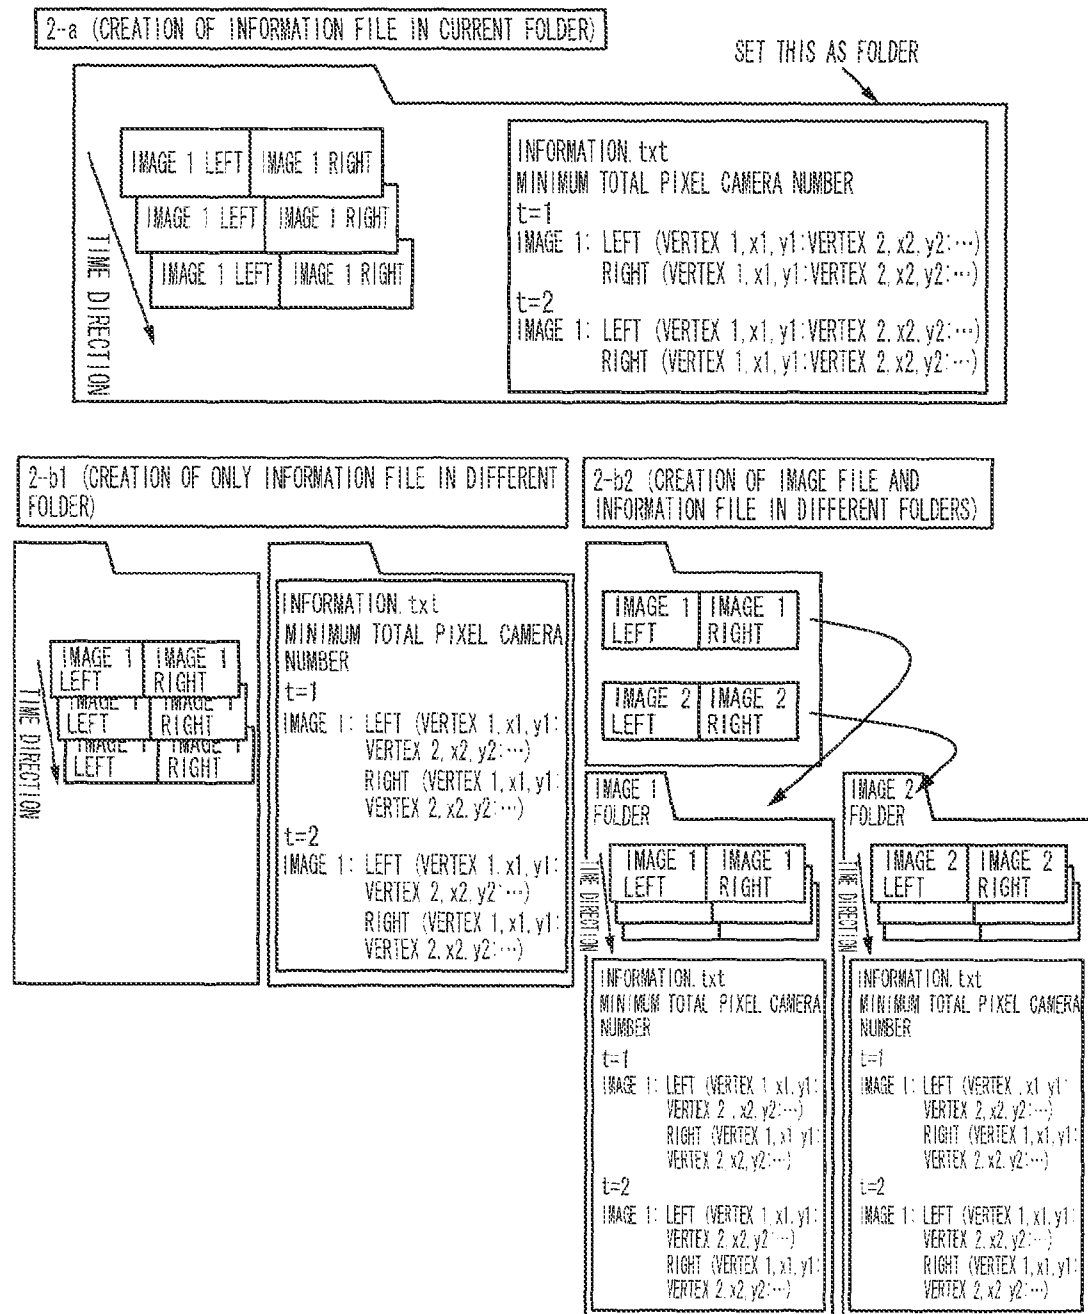 2-a (CREATION OF INFORMATION FILE IN CURRENT FOLDER)
SET THIS AS FOLDER
IMAGE 1 LEFT IMAGE 1 RIGHT
IMAGE 1 LEFT IMAGE 1 RIGHT
IMAGE 1 LEFT IMAGE 1 RIGHT
TIME DIRECTION
INFORMATION.txt
MINIMUM TOTAL PIXEL CAMERA NUMBER
t=1
IMAGE 1: LEFT (VERTEX 1, x1, y1:VERTEX 2, x2, y2:…)
RIGHT (VERTEX 1, x1, y1:VERTEX 2, x2, y2:…)
t=2
IMAGE 1: LEFT (VERTEX 1, x1, y1:VERTEX 2, x2, y2:…)
RIGHT (VERTEX 1, x1, y1:VERTEX 2, x2, y2:…)
2-b1 (CREATION OF ONLY INFORMATION FILE IN DIFFERENT
FOLDER)
IMAGE 1 IMAGE 1
LEFT RIGHT
IMAGE 1 IMAGE 1
LEFT RIGHT
IMAGE 1 IMAGE 1
LEFT RIGHT
TIME DIRECTION
INFORMATION.txt
MINIMUM TOTAL PIXEL CAMERA
NUMBER
t=1
IMAGE 1: LEFT (VERTEX 1, x1, y1:
VERTEX 2, x2, y2:…)
RIGHT (VERTEX 1, x1, y1:
VERTEX 2, x2, y2:…)
t=2
IMAGE 1: LEFT (VERTEX 1, x1, y1:
VERTEX 2, x2, y2:…)
RIGHT (VERTEX 1, x1, y1:
VERTEX 2, x2, y2:…)
2-b2 (CREATION OF IMAGE FILE AND
INFORMATION FILE IN DIFFERENT FOLDERS)
IMAGE 1 IMAGE 1
LEFT RIGHT
IMAGE 2 IMAGE 2
LEFT RIGHT
IMAGE 1
FOLDER
IMAGE 1 IMAGE 1
LEFT RIGHT
TIME DIRECTION
INFORMATION.txt
MINIMUM TOTAL PIXEL CAMERA
NUMBER
t=1
IMAGE 1: LEFT (VERTEX 1, x1, y1:
VERTEX 2, x2, y2:…)
RIGHT (VERTEX 1, x1, y1:
VERTEX 2, x2, y2:…)
t=2
IMAGE 1: LEFT (VERTEX 1, x1, y1:
VERTEX 2, x2, y2:…)
RIGHT (VERTEX 1, x1, y1:
VERTEX 2, x2, y2:…)
IMAGE 2
FOLDER
IMAGE 2 IMAGE 2
LEFT RIGHT
TIME DIRECTION
INFORMATION.txt
MINIMUM TOTAL PIXEL CAMERA
NUMBER
t=1
IMAGE 1: LEFT (VERTEX , x1, y1:
VERTEX 2, x2, y2:…)
RIGHT (VERTEX 1, x1, y1:
VERTEX 2, x2, y2:…)
t=2
IMAGE 1: LEFT (VERTEX 1, x1, y1:
VERTEX 2, x2, y2:…)
RIGHT (VERTEX 1, x1, y1:
VERTEX 2, x2, y2:…)